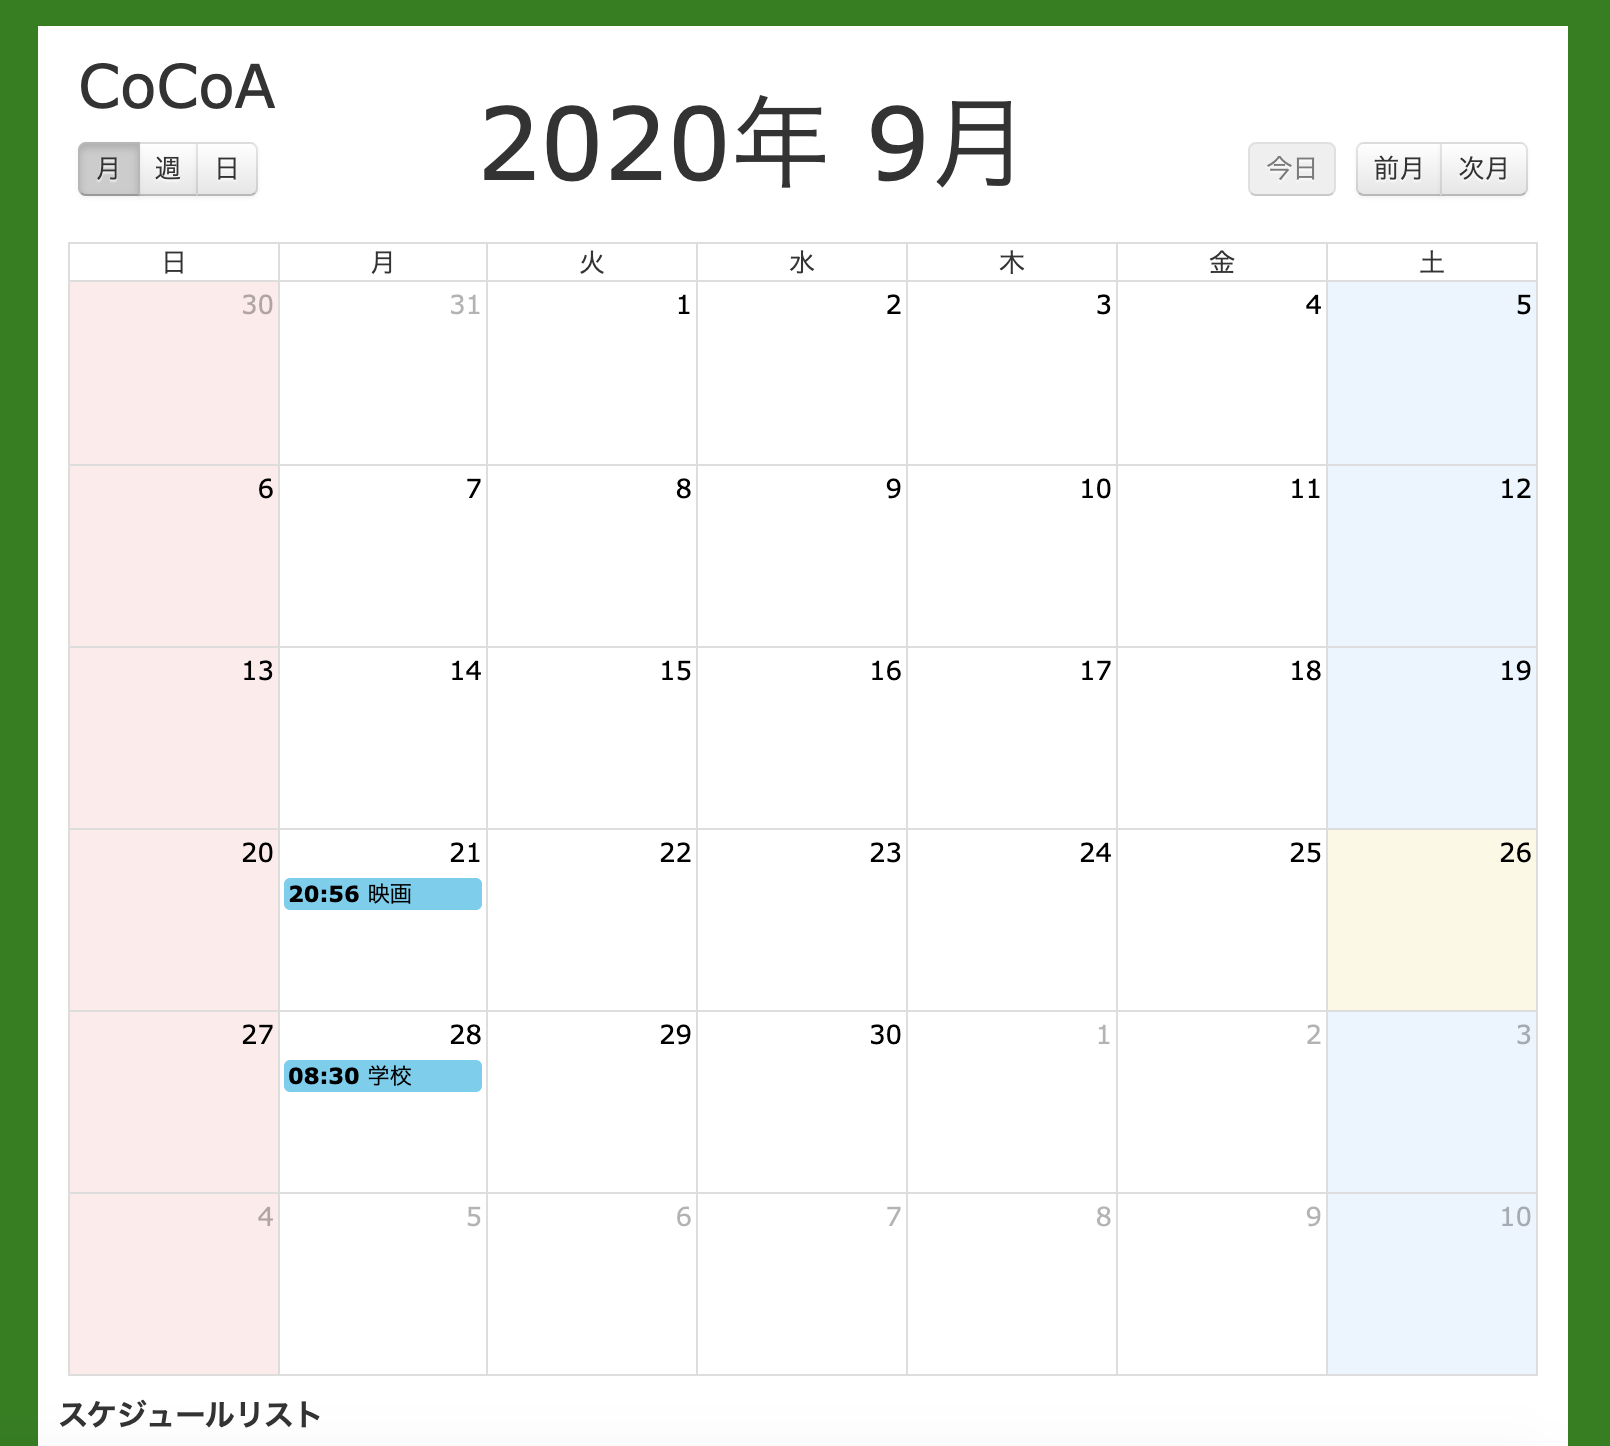 CoCoA
2020年 9月
月 週 日
今日 前月 次月
日 月 火 水 木 金 土
30 31 1 2 3 4 5
6 7 8 9 10 11 12
13 14 15 16 17 18 19
20 21 22 23 24 25 26
20:56 映画
27 28 29 30 1 2 3
08:30 学校
4 5 6 7 8 9 10
スケジュールリスト